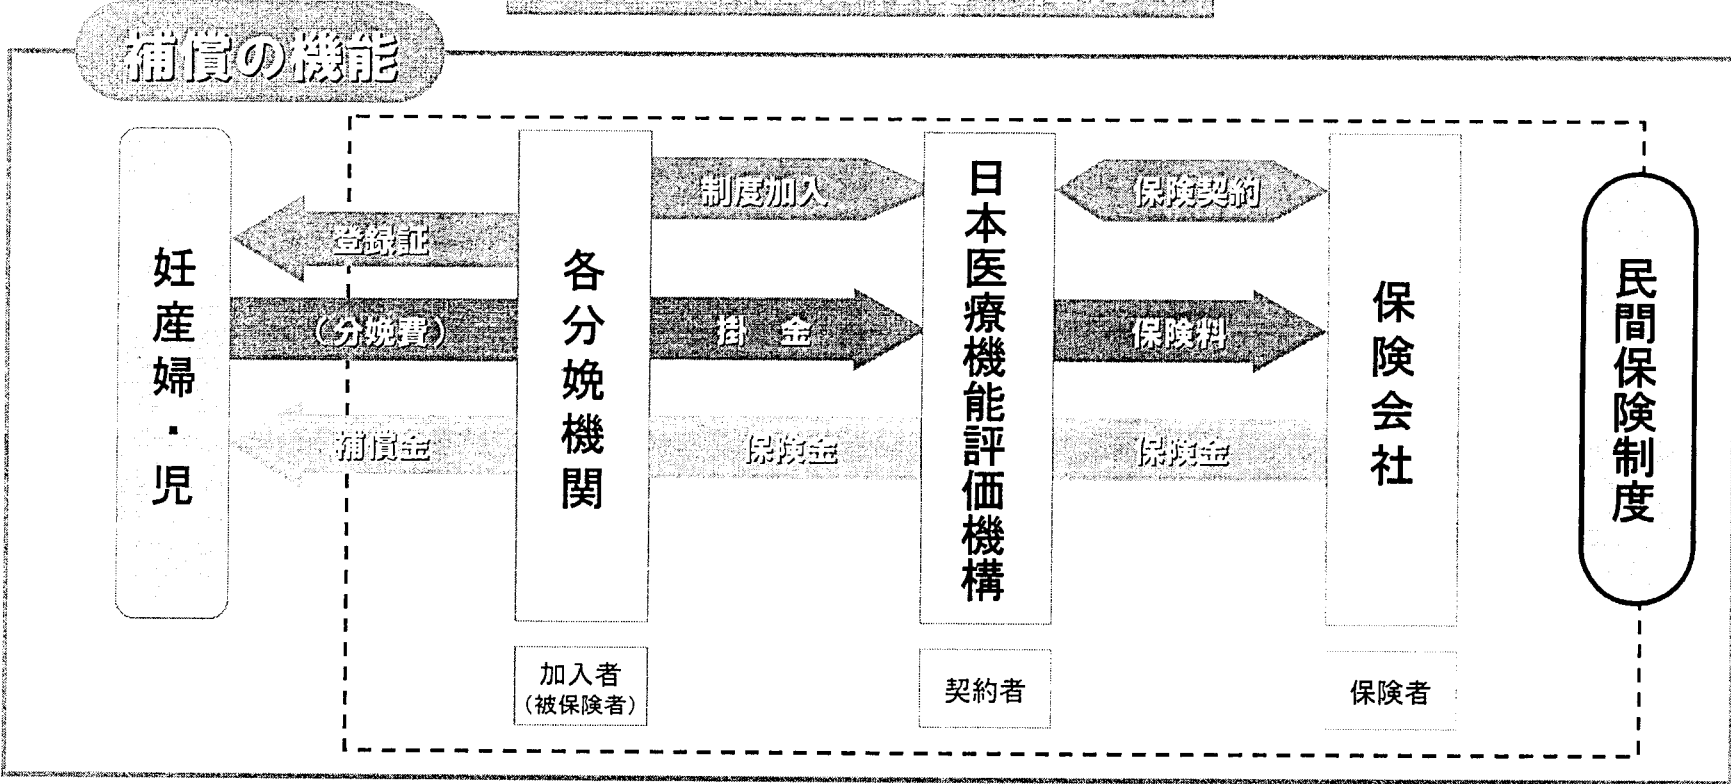 補償の機能
妊産婦・児
登録証
(分娩費)
補償金
各分娩機関
加入者
(被保険者)
制度加入
掛 金
保険金
日本医療機能評価機構
契約者
保険契約
保険料
保険金
保険会社
保険者
民間保険制度